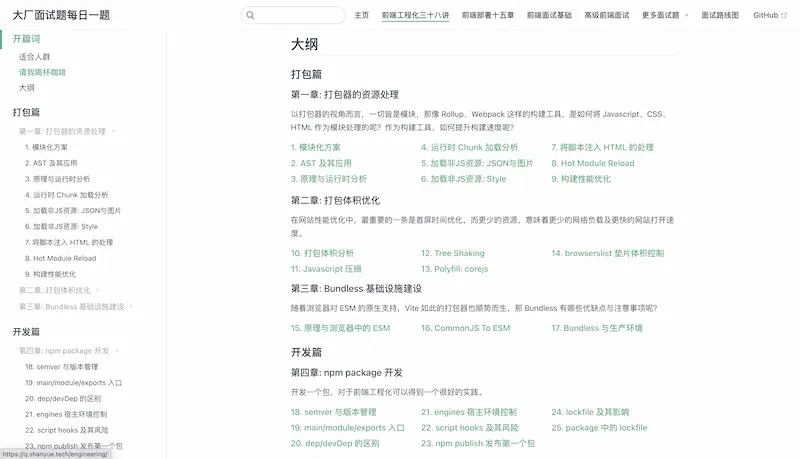 大厂面试题每日一题
主页 前端工程化三十八讲 前端部署十五章 前端面试基础 高级前端面试 更多面试题 面试路线图 GitHub
开篇词
适合人群
请我喝杯咖啡
大纲
打包篇
第一章: 打包器的资源处理
1. 模块化方案
2. AST 及其应用
3. 原理与运行时分析
4. 运行时 Chunk 加载分析
5. 加载非JS资源: JSON与图片
6. 加载非JS资源: Style
7. 将脚本注入 HTML 的处理
8. Hot Module Reload
9. 构建性能优化
第二章: 打包体积优化
第三章: Bundless 基础设施建设
开发篇
第四章: npm package 开发
18. semver 与版本管理
19. main/module/exports 入口
20. dep/devDep 的区别
21. engines 宿主环境控制
22. script hooks 及其风险
23. npm publish 发布第一个包
https://q.shanyue.tech/engineering/
大纲
打包篇
第一章: 打包器的资源处理
以打包器的视角而言，一切皆是模块，那像 Rollup、Webpack 这样的构建工具，是如何将 Javascript、CSS、
HTML 作为模块处理的呢？作为构建工具，如何提升构建速度呢？
1. 模块化方案 4. 运行时 Chunk 加载分析 7. 将脚本注入 HTML 的处理
2. AST 及其应用 5. 加载非JS资源: JSON与图片 8. Hot Module Reload
3. 原理与运行时分析 6. 加载非JS资源: Style 9. 构建性能优化
第二章: 打包体积优化
在网站性能优化中，最重要的一条是首屏时间优化，而更少的资源，意味着更少的网络负载及更快的网站打开速
度。
10. 打包体积分析 12. Tree Shaking 14. browserslist 垫片体积控制
11. Javascript 压缩 13. Polyfill: corejs
第三章: Bundless 基础设施建设
随着浏览器对 ESM 的原生支持，Vite 如此的打包器也顺势而生，那 Bundless 有哪些优缺点与注意事项呢？
15. 原理与浏览器中的 ESM 16. CommonJS To ESM 17. Bundless 与生产环境
开发篇
第四章: npm package 开发
开发一个包，对于前端工程化可以得到一个很好的实践。
18. semver 与版本管理 21. engines 宿主环境控制 24. lockfile 及其影响
19. main/module/exports 入口 22. script hooks 及其风险 25. package 中的 lockfile
20. dep/devDep 的区别 23. npm publish 发布第一个包